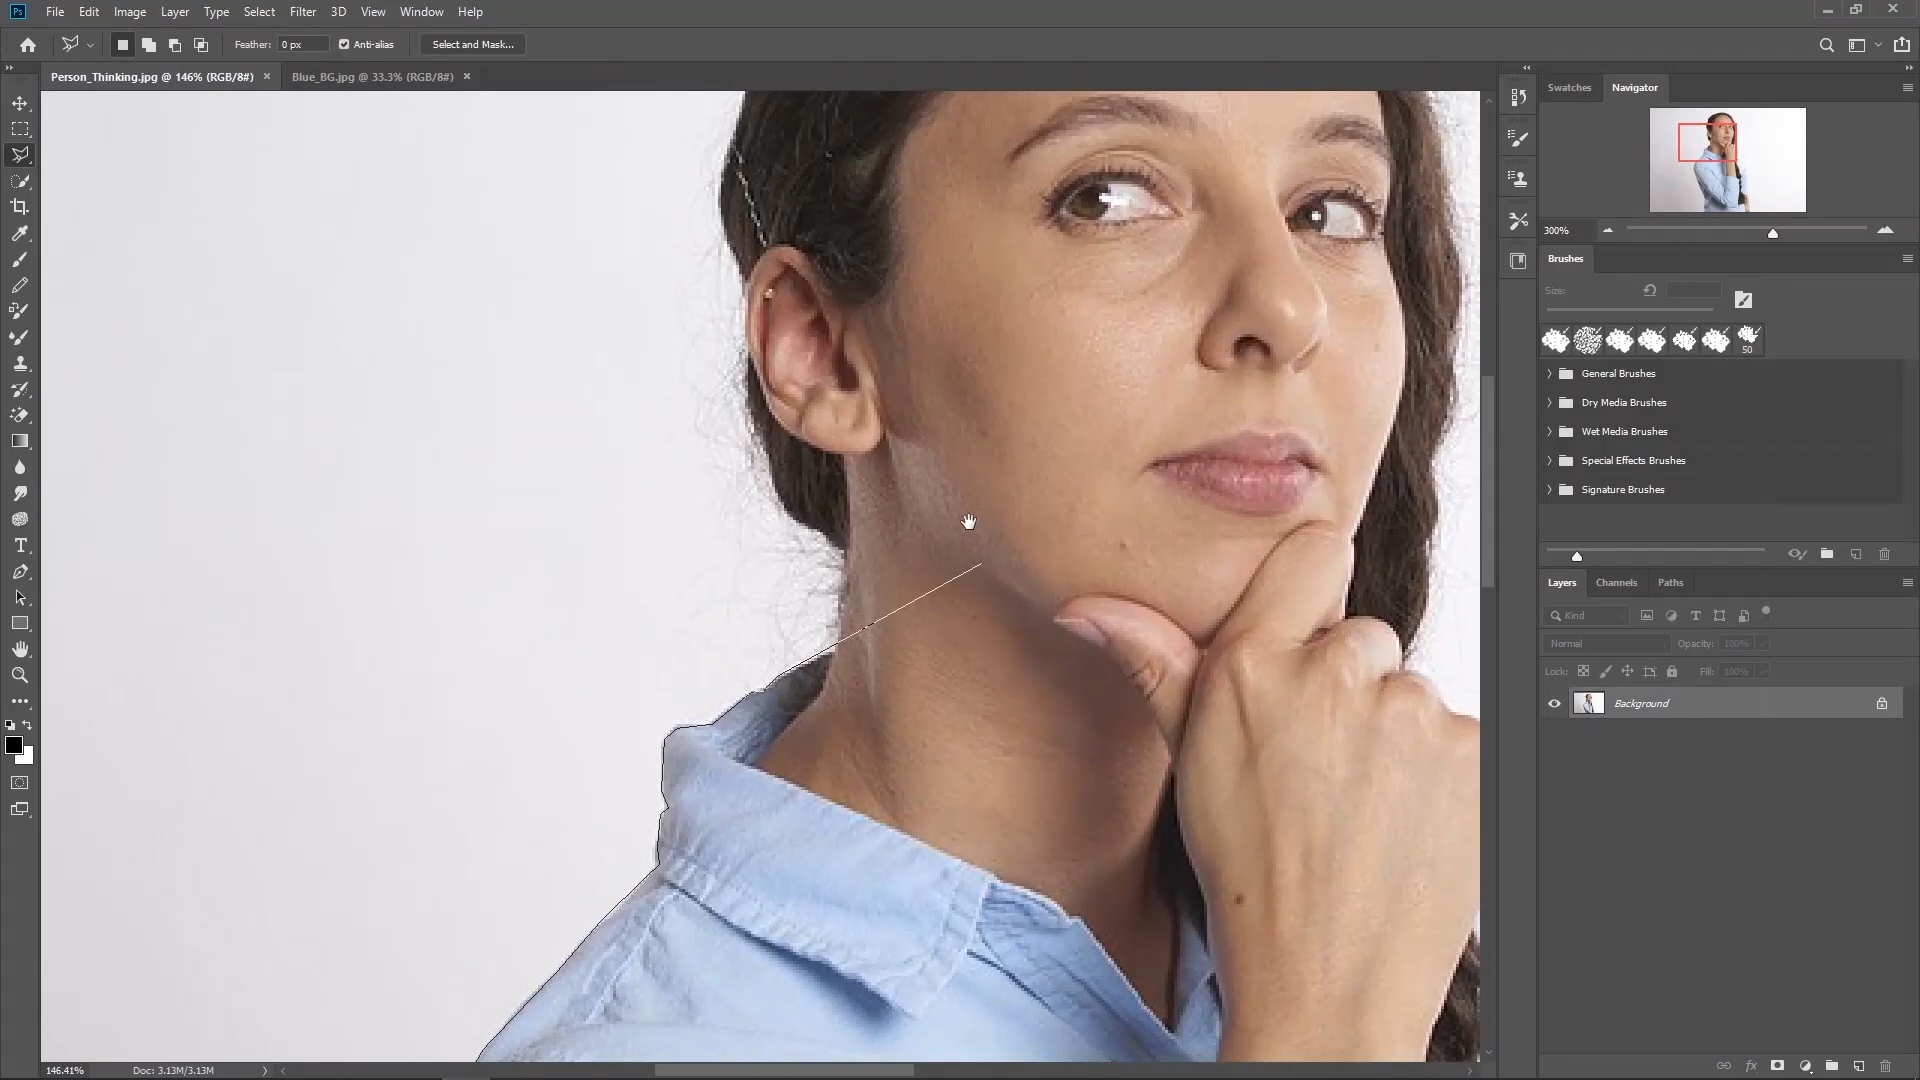 Ps File Edit Image Layer Type Select Filter 3D View Window Help
Feather: 0 px Anti-alias Select and Mask...
Person_Thinking.jpg @ 146% (RGB/8#) × Blue_BG.jpg @ 33.3% (RGB/8#) ×
Swatches Navigator
300%
Brushes
Size:
50
General Brushes
Dry Media Brushes
Wet Media Brushes
Special Effects Brushes
Signature Brushes
Layers Channels Paths
Kind
Normal Opacity: 100%
Lock: Fill: 100%
Background
fx
146.41% Doc: 3.13M/3.13M